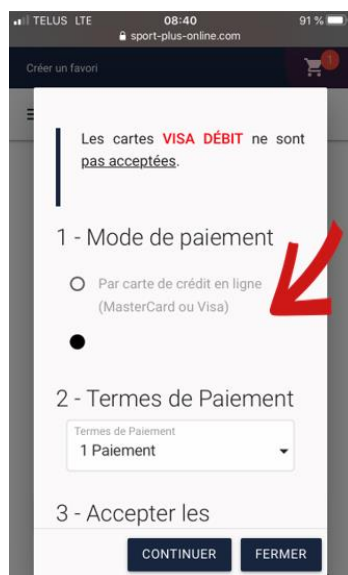 TELUS LTE 08:40 91 %
sport-plus-online.com
Créer un favori
1
Les cartes VISA DÉBIT ne sont
pas acceptées.
1 - Mode de paiement
Par carte de crédit en ligne
(MasterCard ou Visa)
2 - Termes de Paiement
Termes de Paiement
1 Paiement
3 - Accepter les
CONTINUER FERMER